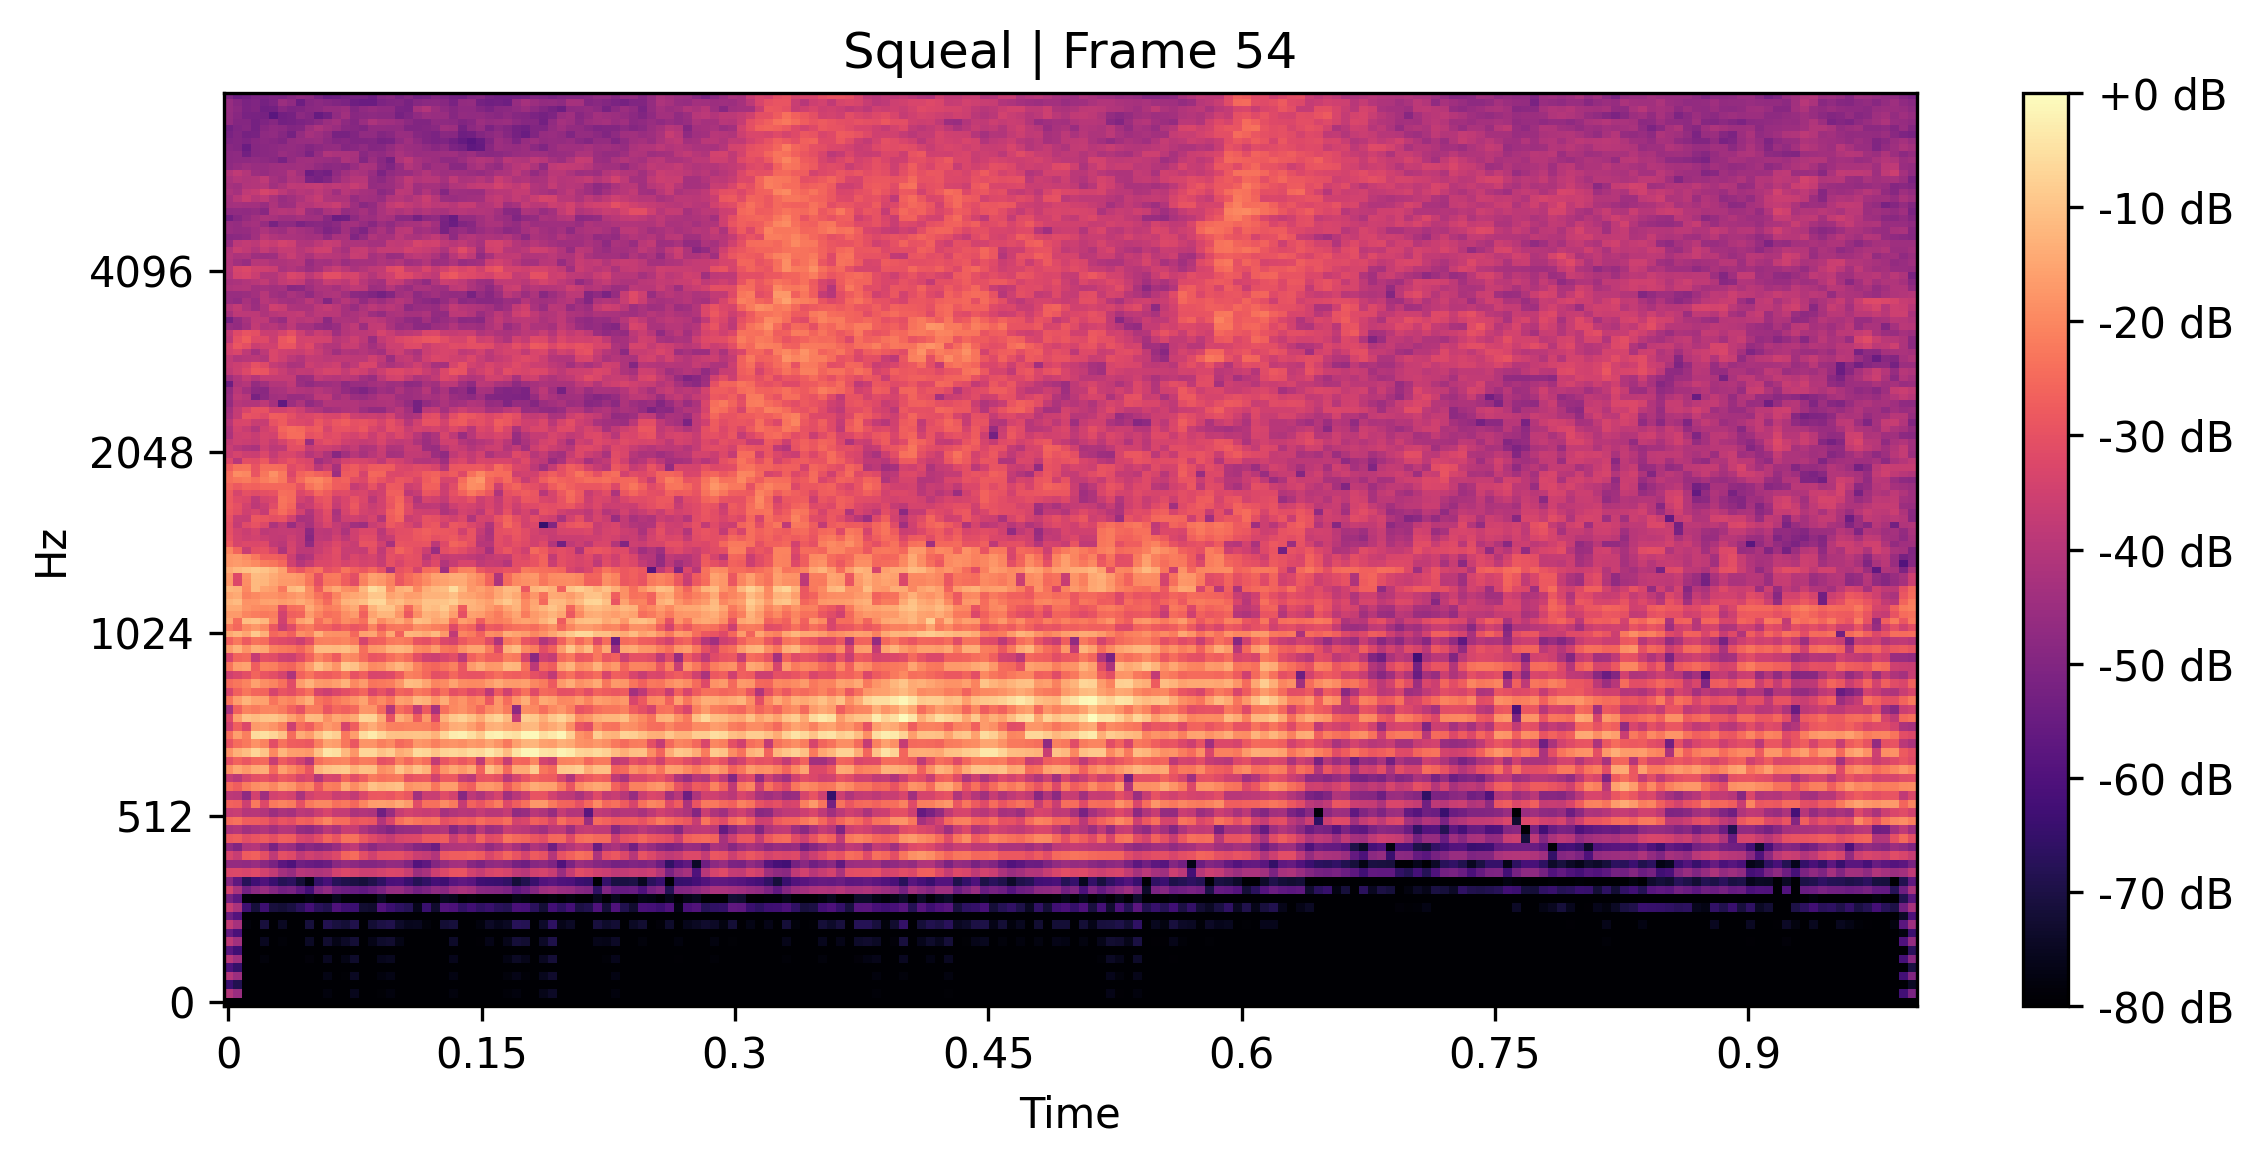 Squeal | Frame 54
+0 dB
-10 dB
4096
-20 dB
-30 dB
2048
-40 dB
Hz
1024
-50 dB
-60 dB
512
-70 dB
0
-80 dB
0 0.15 0.3 0.45 0.6 0.75 0.9
Time